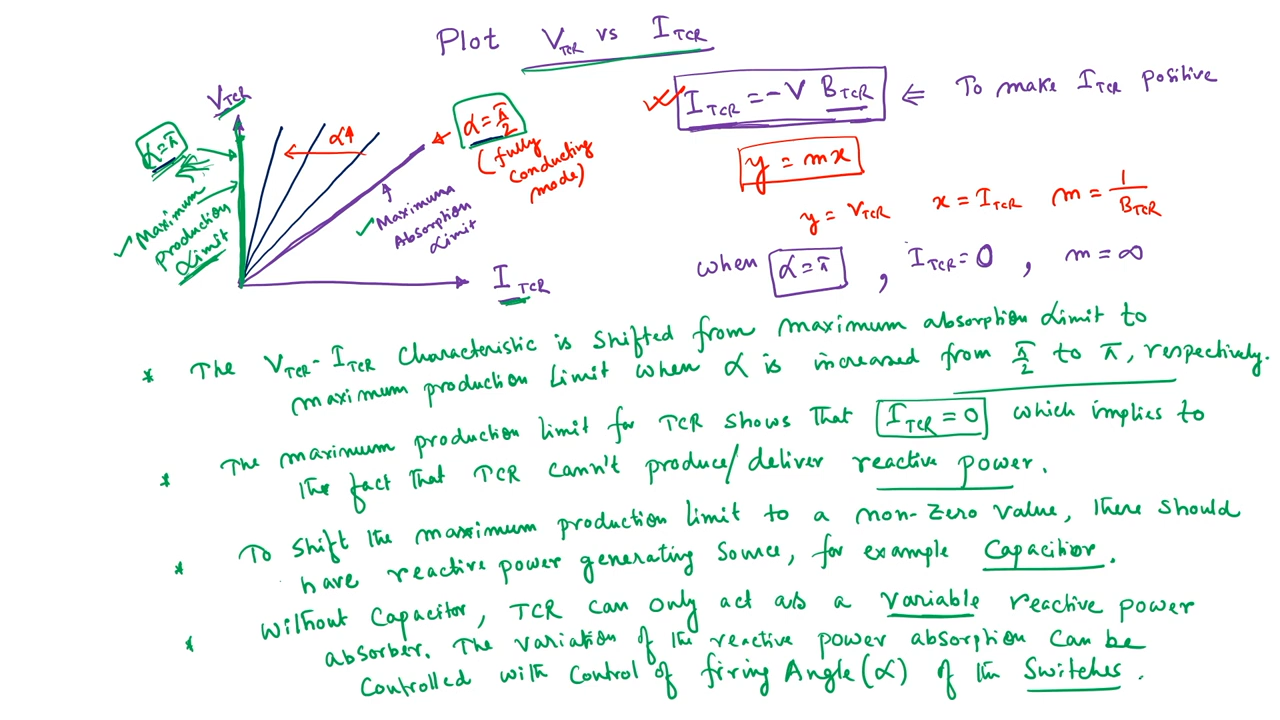 Plot V_TCR vs I_TCR
V_TCR
α=π
Maximum
Production
Limit
α↑
α=π/2
(fully
conducting
mode)
Maximum
Absorption
Limit
I_TCR
I_TCR = -V B_TCR ⇐ To make I_TCR positive
y = mx
y = V_TCR x = I_TCR m = 1/B_TCR
when α=π , I_TCR=0 , m=∞
* The V_TCR-I_TCR characteristic is shifted from maximum absorption limit to
maximum production limit when α is increased from π/2 to π, respectively.
* The maximum production limit for TCR shows that I_TCR=0 which implies to
the fact that TCR cann't produce/deliver reactive power.
* To shift the maximum production limit to a non-zero value, there should
have reactive power generating source, for example capacitior.
* without capacitor, TCR can only act as a variable reactive power
absorber. The variation of the reactive power absorption can be
controlled with control of firing Angle(α) of the switches.